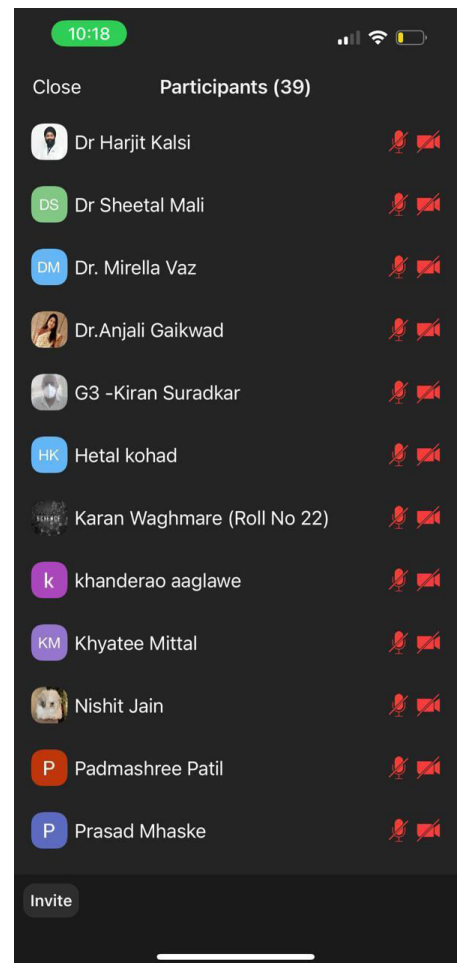 10:18
Close Participants (39)
Dr Harjit Kalsi
DS Dr Sheetal Mali
DM Dr. Mirella Vaz
Dr.Anjali Gaikwad
G3 -Kiran Suradkar
HK Hetal kohad
SCIENCE Karan Waghmare (Roll No 22)
k khanderao aaglawe
KM Khyatee Mittal
Nishit Jain
P Padmashree Patil
P Prasad Mhaske
Invite